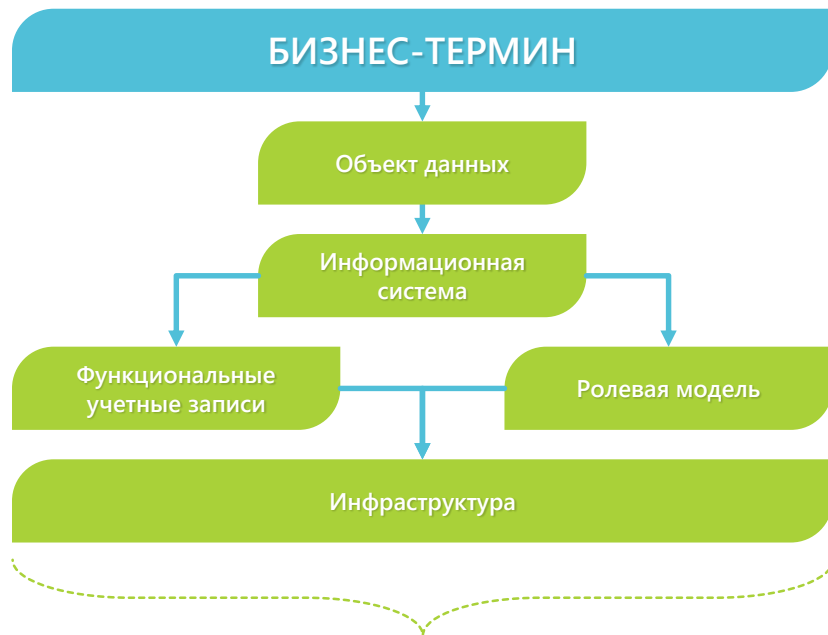 БИЗНЕС-ТЕРМИН
Объект данных
Информационная
система
Функциональные
учетные записи
Ролевая модель
Инфраструктура